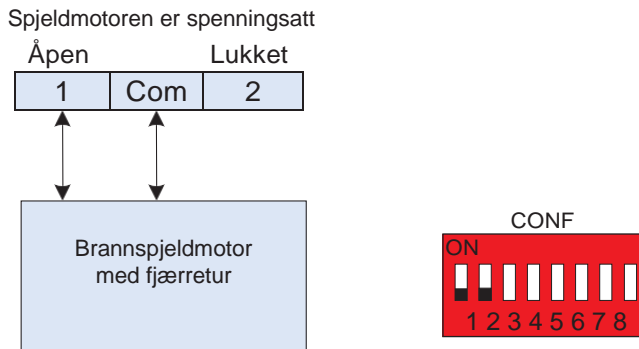 Spjeldmotoren er spenningsatt
Åpen Lukket
1 Com 2
Brannspjeldmotor
med fjærretur
CONF
ON
1 2 3 4 5 6 7 8